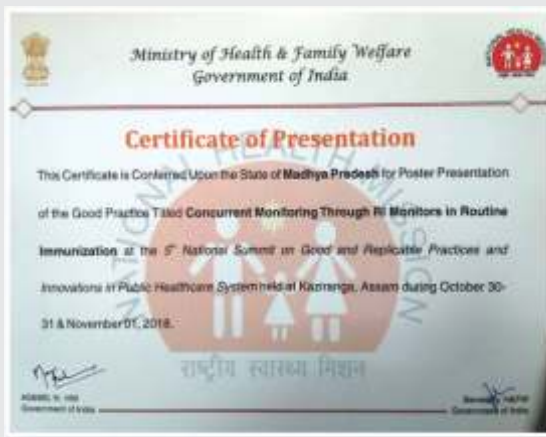 Ministry of Health & Family Welfare
Government of India
Certificate of Presentation
This Certificate is Conferred Upon the State of Madhya Pradesh for Poster Presentation
of the Good Practice Titled Concurrent Monitoring Through RI Monitors in Routine
Immunization at the 5th National Summit on Good and Replicable Practices and
Innovations in Public Healthcare System held at Kaziranga, Assam during October 30-
31 & November 01, 2018.
NATIONAL HEALTH MISSION
राष्ट्रीय स्वास्थ्य मिशन
Government of India
Government of India